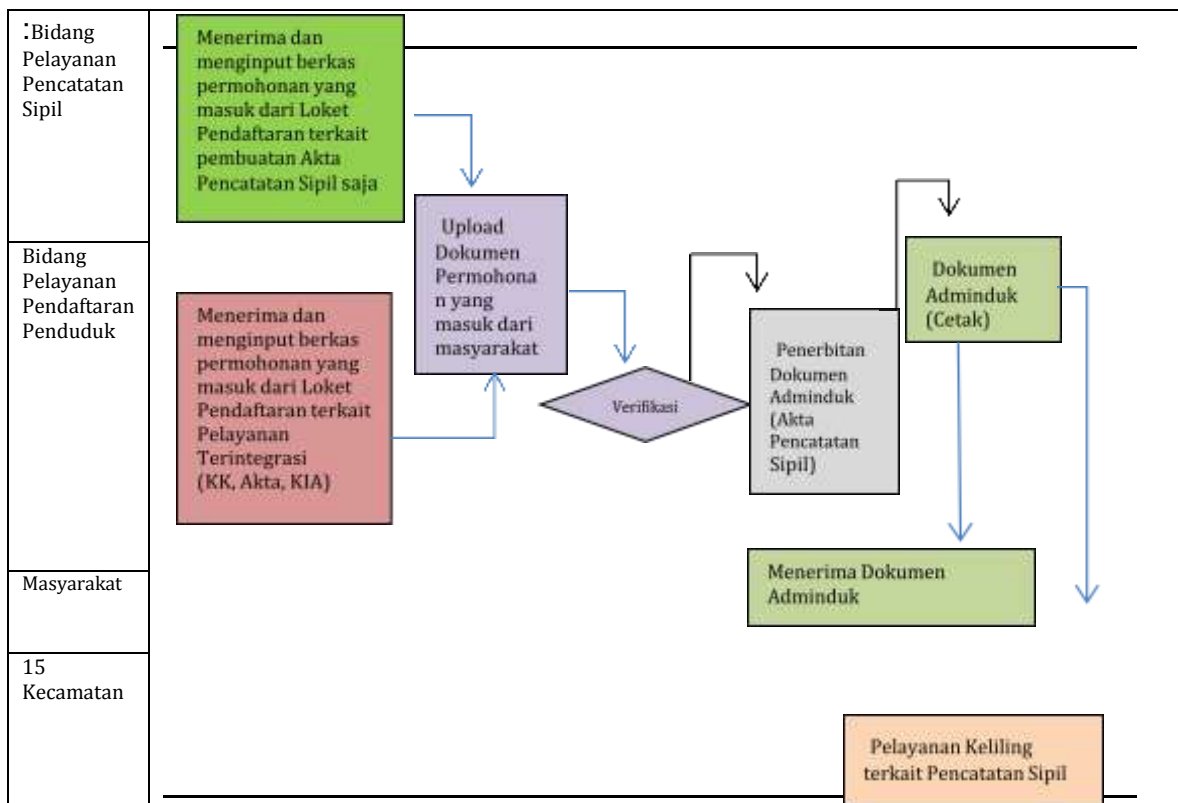 :Bidang
Pelayanan
Pencatatan
Sipil
Menerima dan
menginput berkas
permohonan yang
masuk dari Loket
Pendaftaran terkait
pembuatan Akta
Pencatatan Sipil saja
Upload
Dokumen
Permohona
n yang
masuk dari
masyarakat
Bidang
Pelayanan
Pendaftaran
Penduduk
Menerima dan
menginput berkas
permohonan yang
masuk dari Loket
Pendaftaran terkait
Pelayanan
Terintegrasi
(KK, Akta, KIA)
Verifikasi
Penerbitan
Dokumen
Adminduk
(Akta
Pencatatan
Sipil)
Dokumen
Adminduk
(Cetak)
Masyarakat
Menerima Dokumen
Adminduk
15
Kecamatan
Pelayanan Keliling
terkait Pencatatan Sipil